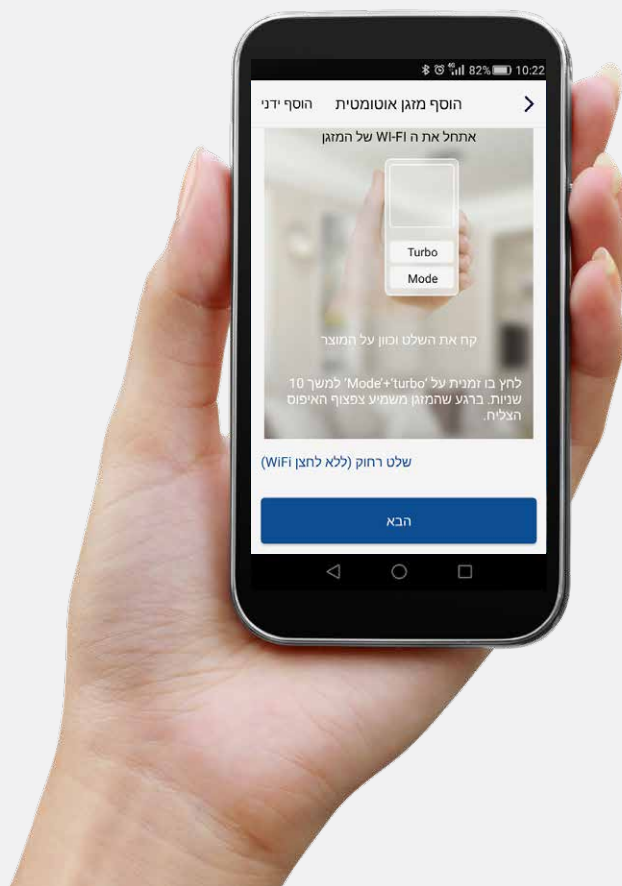 4G 82% 10:22
הוסף מזגן אוטומטית הוסף ידני
אתחל את ה WI-FI של המזגן
Turbo
Mode
קח את השלט וכוון על המוצר
לחץ בו זמנית על 'Mode'+'turbo' למשך 10
שניות. ברגע שהמזגן משמיע צפצוף האיפוס
הצליח.
שלט רחוק (ללא לחצן WiFi)
הבא